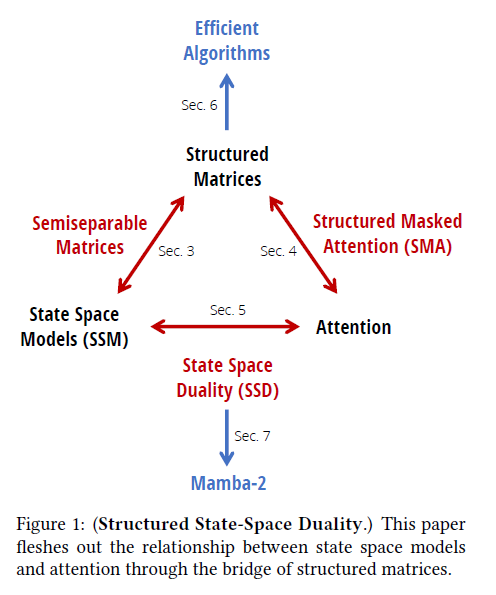 Efficient
Algorithms
Sec. 6
Structured
Matrices
Semiseparable
Matrices
Sec. 3
Sec. 4
Structured Masked
Attention (SMA)
State Space
Models (SSM)
Sec. 5
Attention
State Space
Duality (SSD)
Sec. 7
Mamba-2
Figure 1: (Structured State-Space Duality.) This paper
fleshes out the relationship between state space models
and attention through the bridge of structured matrices.